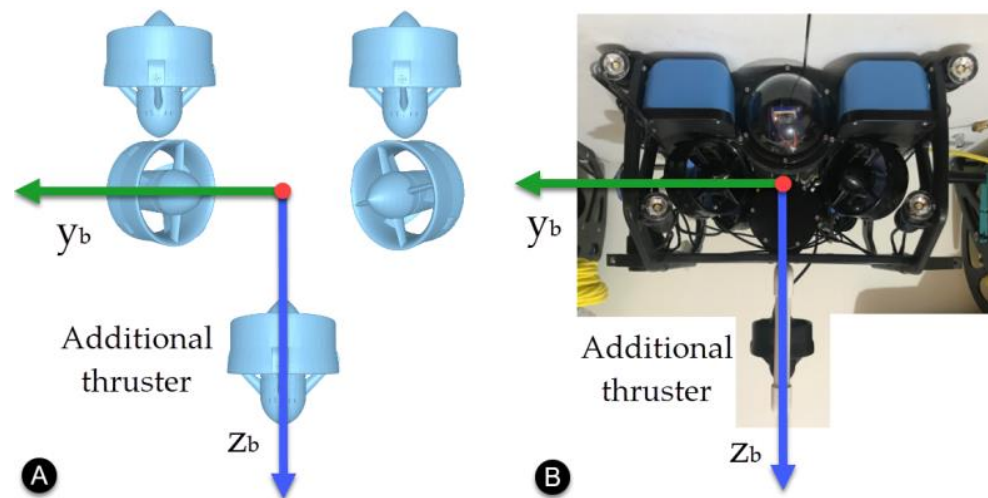 yb
Additional
thruster
zb
A
yb
Additional
thruster
zb
B